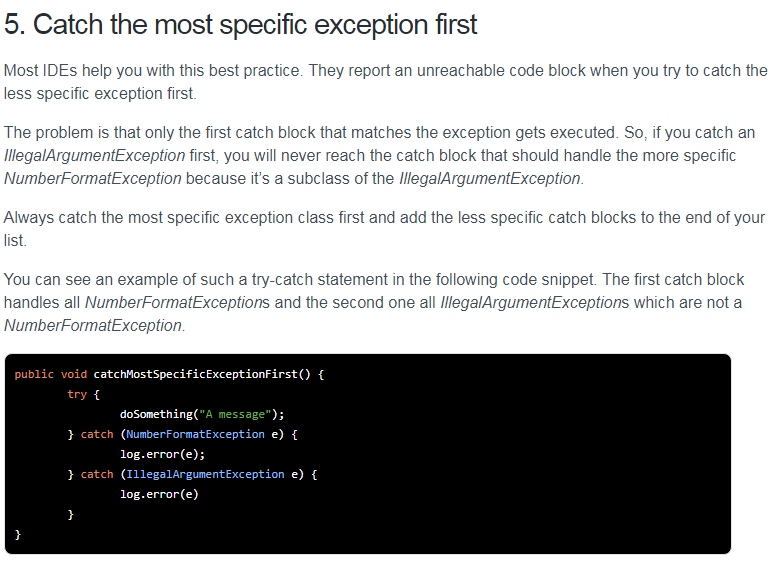 5. Catch the most specific exception first
Most IDEs help you with this best practice. They report an unreachable code block when you try to catch the
less specific exception first.
The problem is that only the first catch block that matches the exception gets executed. So, if you catch an
IllegalArgumentException first, you will never reach the catch block that should handle the more specific
NumberFormatException because it's a subclass of the IllegalArgumentException.
Always catch the most specific exception class first and add the less specific catch blocks to the end of your
list.
You can see an example of such a try-catch statement in the following code snippet. The first catch block
handles all NumberFormatExceptions and the second one all IllegalArgumentExceptions which are not a
NumberFormatException.
public void catchMostSpecificExceptionFirst() {
        try {
                doSomething("A message");
        } catch (NumberFormatException e) {
                log.error(e);
        } catch (IllegalArgumentException e) {
                log.error(e)
        }
}